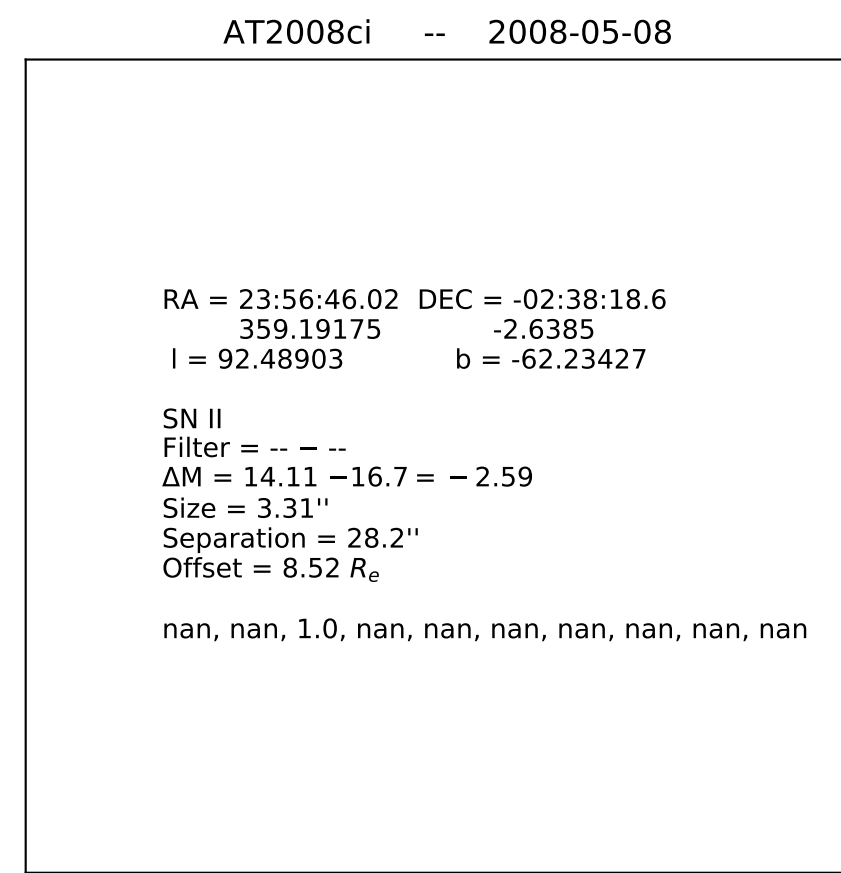 AT2008ci -- 2008-05-08
RA = 23:56:46.02 DEC = -02:38:18.6
359.19175 -2.6385
l = 92.48903 b = -62.23427
SN II
Filter = -- − --
ΔM = 14.11 −16.7 = − 2.59
Size = 3.31''
Separation = 28.2''
Offset = 8.52 Rₑ
nan, nan, 1.0, nan, nan, nan, nan, nan, nan, nan